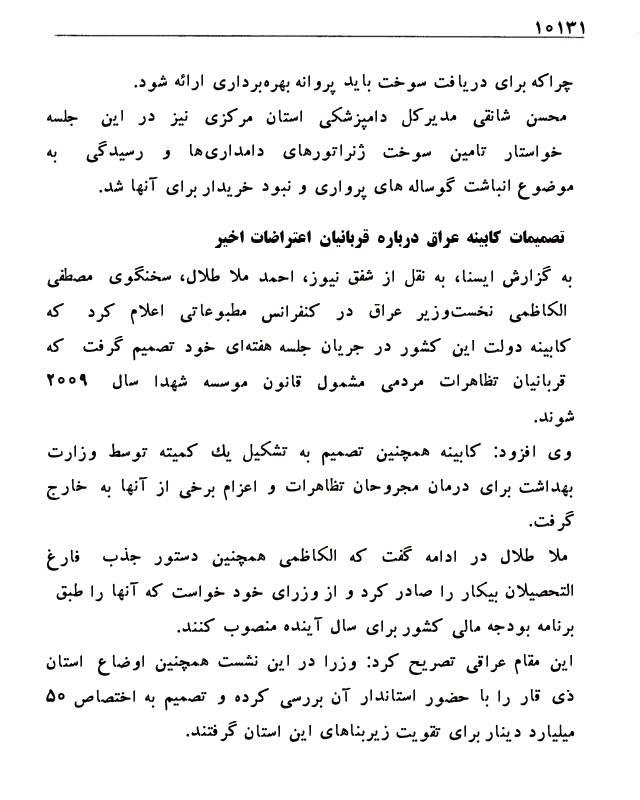 ۱۰۱۳۱
چراکه برای دریافت سوخت باید پروانه بهره‌برداری ارائه شود.
محسن شانقی مدیرکل دامپزشکی استان مرکزی نیز در این جلسه
خواستار تامین سوخت ژنراتورهای دامداری‌ها و رسیدگی به
موضوع انباشت گوساله های پرواری و نبود خریدار برای آنها شد.
تصمیمات کابینه عراق درباره قربانیان اعتراضات اخیر
به گزارش ایسنا، به نقل از شفق نیوز، احمد ملا طلال، سخنگوی مصطفی
الکاظمی نخست‌وزیر عراق در کنفرانس مطبوعاتی اعلام کرد که
کابینه دولت این کشور در جریان جلسه هفته‌ای خود تصمیم گرفت که
قربانیان تظاهرات مردمی مشمول قانون موسسه شهدا سال ۲۰۰۹
شوند.
وی افزود: کابینه همچنین تصمیم به تشکیل یك کمیته توسط وزارت
بهداشت برای درمان مجروحان تظاهرات و اعزام برخی از آنها به خارج
گرفت.
ملا طلال در ادامه گفت که الکاظمی همچنین دستور جذب فارغ
التحصیلان بیکار را صادر کرد و از وزرای خود خواست که آنها را طبق
برنامه بودجه مالی کشور برای سال آینده منصوب کنند.
این مقام عراقی تصریح کرد: وزرا در این نشست همچنین اوضاع استان
ذی قار را با حضور استاندار آن بررسی کرده و تصمیم به اختصاص ۵۰
میلیارد دینار برای تقویت زیربناهای این استان گرفتند.